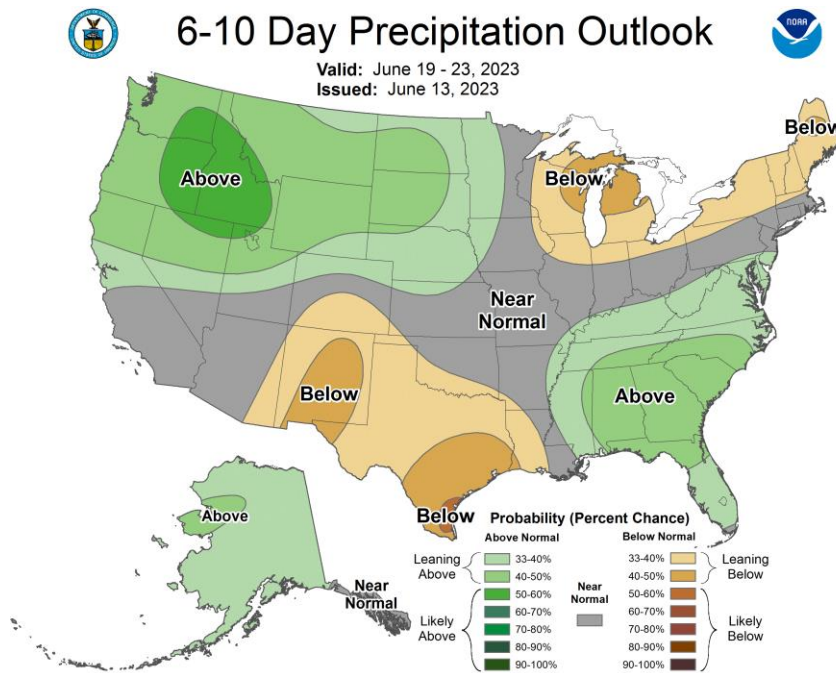 NOAA
6-10 Day Precipitation Outlook
Valid: June 19 - 23, 2023
Issued: June 13, 2023
Above
Below
Below
Near
Normal
Below
Above
Above
Below
Near
Normal
Probability (Percent Chance)
Above Normal
Below Normal
Leaning
Above
33-40%
40-50%
Likely
Above
50-60%
60-70%
70-80%
80-90%
90-100%
Near
Normal
33-40%
40-50%
Leaning
Below
50-60%
60-70%
70-80%
80-90%
90-100%
Likely
Below